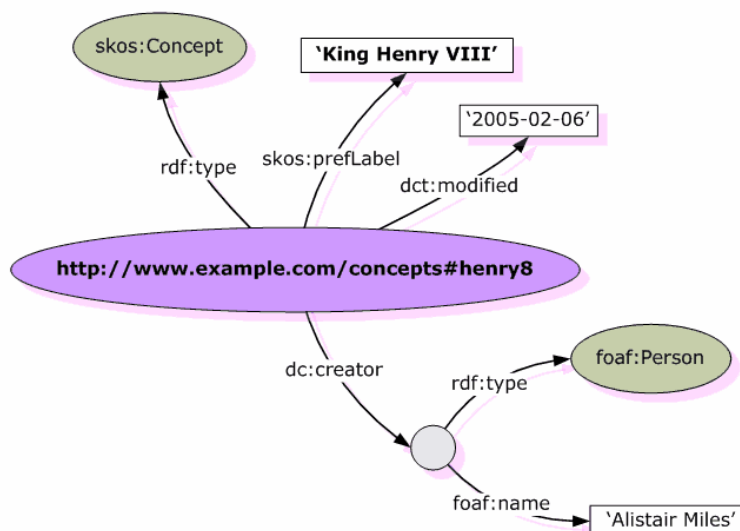 skos:Concept
‘King Henry VIII’
‘2005-02-06’
skos:prefLabel
rdf:type
dct:modified
http://www.example.com/concepts#henry8
foaf:Person
dc:creator
rdf:type
foaf:name
‘Alistair Miles’